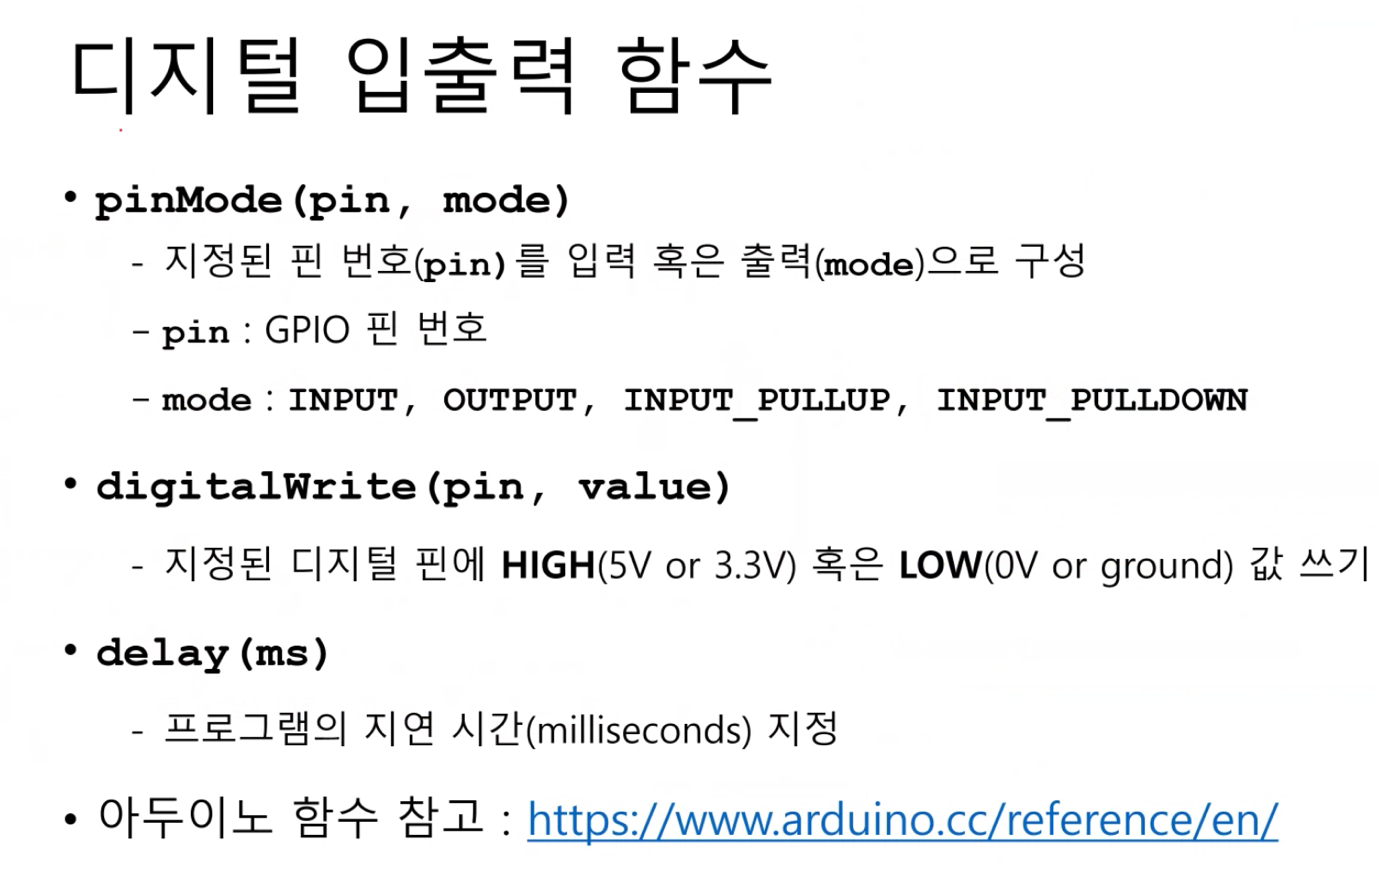 디지털 입출력 함수
• pinMode(pin, mode)
- 지정된 핀 번호(pin)를 입력 혹은 출력(mode)으로 구성
– pin : GPIO 핀 번호
– mode : INPUT, OUTPUT, INPUT_PULLUP, INPUT_PULLDOWN
• digitalWrite(pin, value)
- 지정된 디지털 핀에 HIGH(5V or 3.3V) 혹은 LOW(0V or ground) 값 쓰기
• delay(ms)
- 프로그램의 지연 시간(milliseconds) 지정
• 아두이노 함수 참고 : https://www.arduino.cc/reference/en/